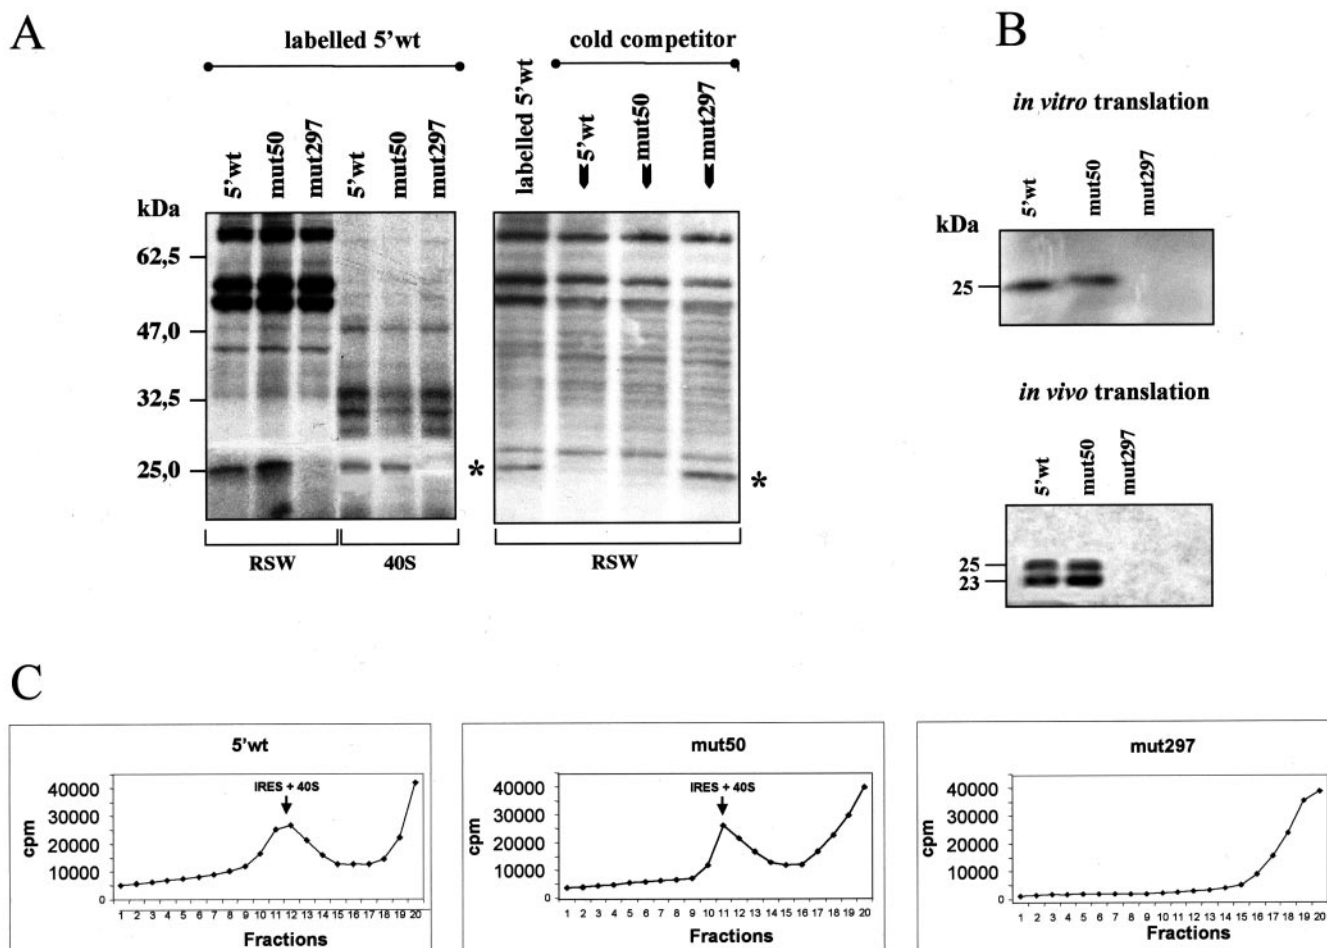 A
labelled 5'wt
cold competitor
5'wt
mut50
mut297
5'wt
mut50
mut297
labelled 5'wt
5'wt
mut50
mut297
kDa
62,5
47,0
32,5
25,0
*
*
RSW
40S
RSW
B
in vitro translation
5'wt
mut50
mut297
kDa
25
in vivo translation
5'wt
mut50
mut297
25
23
C
5'wt
cpm
40000
30000
20000
10000
0
IRES + 40S
1 2 3 4 5 6 7 8 9 10 11 12 13 14 15 16 17 18 19 20
Fractions
mut50
cpm
40000
30000
20000
10000
0
IRES + 40S
1 2 3 4 5 6 7 8 9 10 11 12 13 14 15 16 17 18 19 20
Fractions
mut297
cpm
40000
30000
20000
10000
0
1 2 3 4 5 6 7 8 9 10 11 12 13 14 15 16 17 18 19 20
Fractions